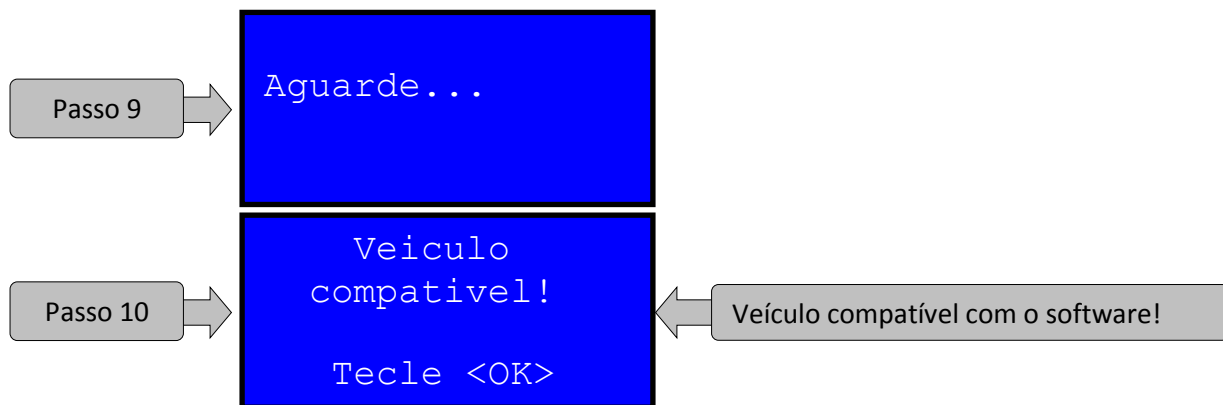 Passo 9
Aguarde...
Passo 10
Veiculo
compativel!
Tecle <OK>
Veículo compatível com o software!